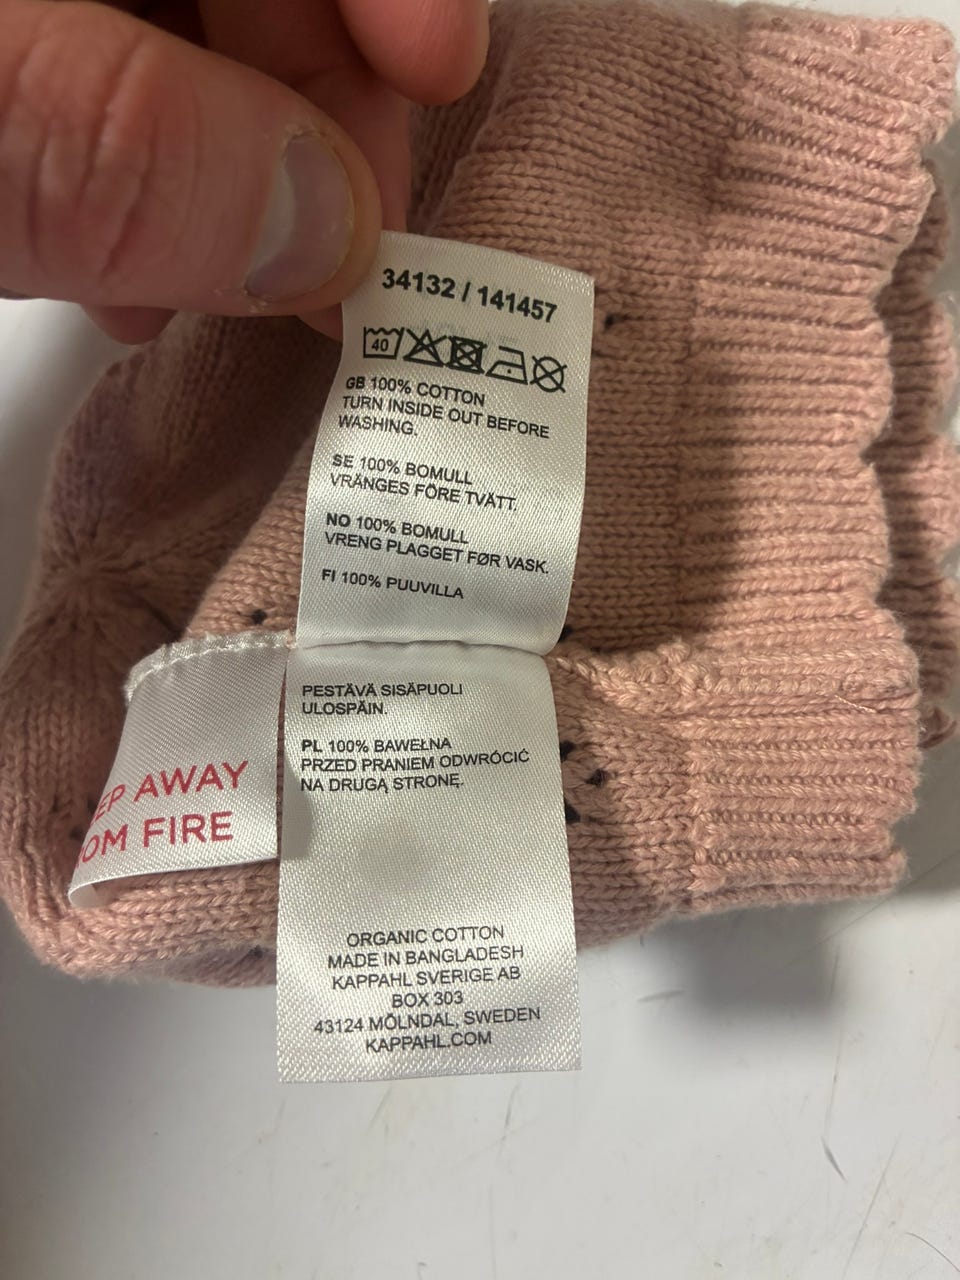 34132 / 141457
40
GB 100% COTTON
TURN INSIDE OUT BEFORE
WASHING.
SE 100% BOMULL
VRÄNGES FÖRE TVÄTT.
NO 100% BOMULL
VRENG PLAGGET FØR VASK.
FI 100% PUUVILLA
PESTÄVÄ SISÄPUOLI
ULOSPÄIN.
PL 100% BAWEŁNA
PRZED PRANIEM ODWRÓCIĆ
NA DRUGĄ STRONĘ.
EP AWAY
OM FIRE
ORGANIC COTTON
MADE IN BANGLADESH
KAPPAHL SVERIGE AB
BOX 303
43124 MÖLNDAL, SWEDEN
KAPPAHL.COM